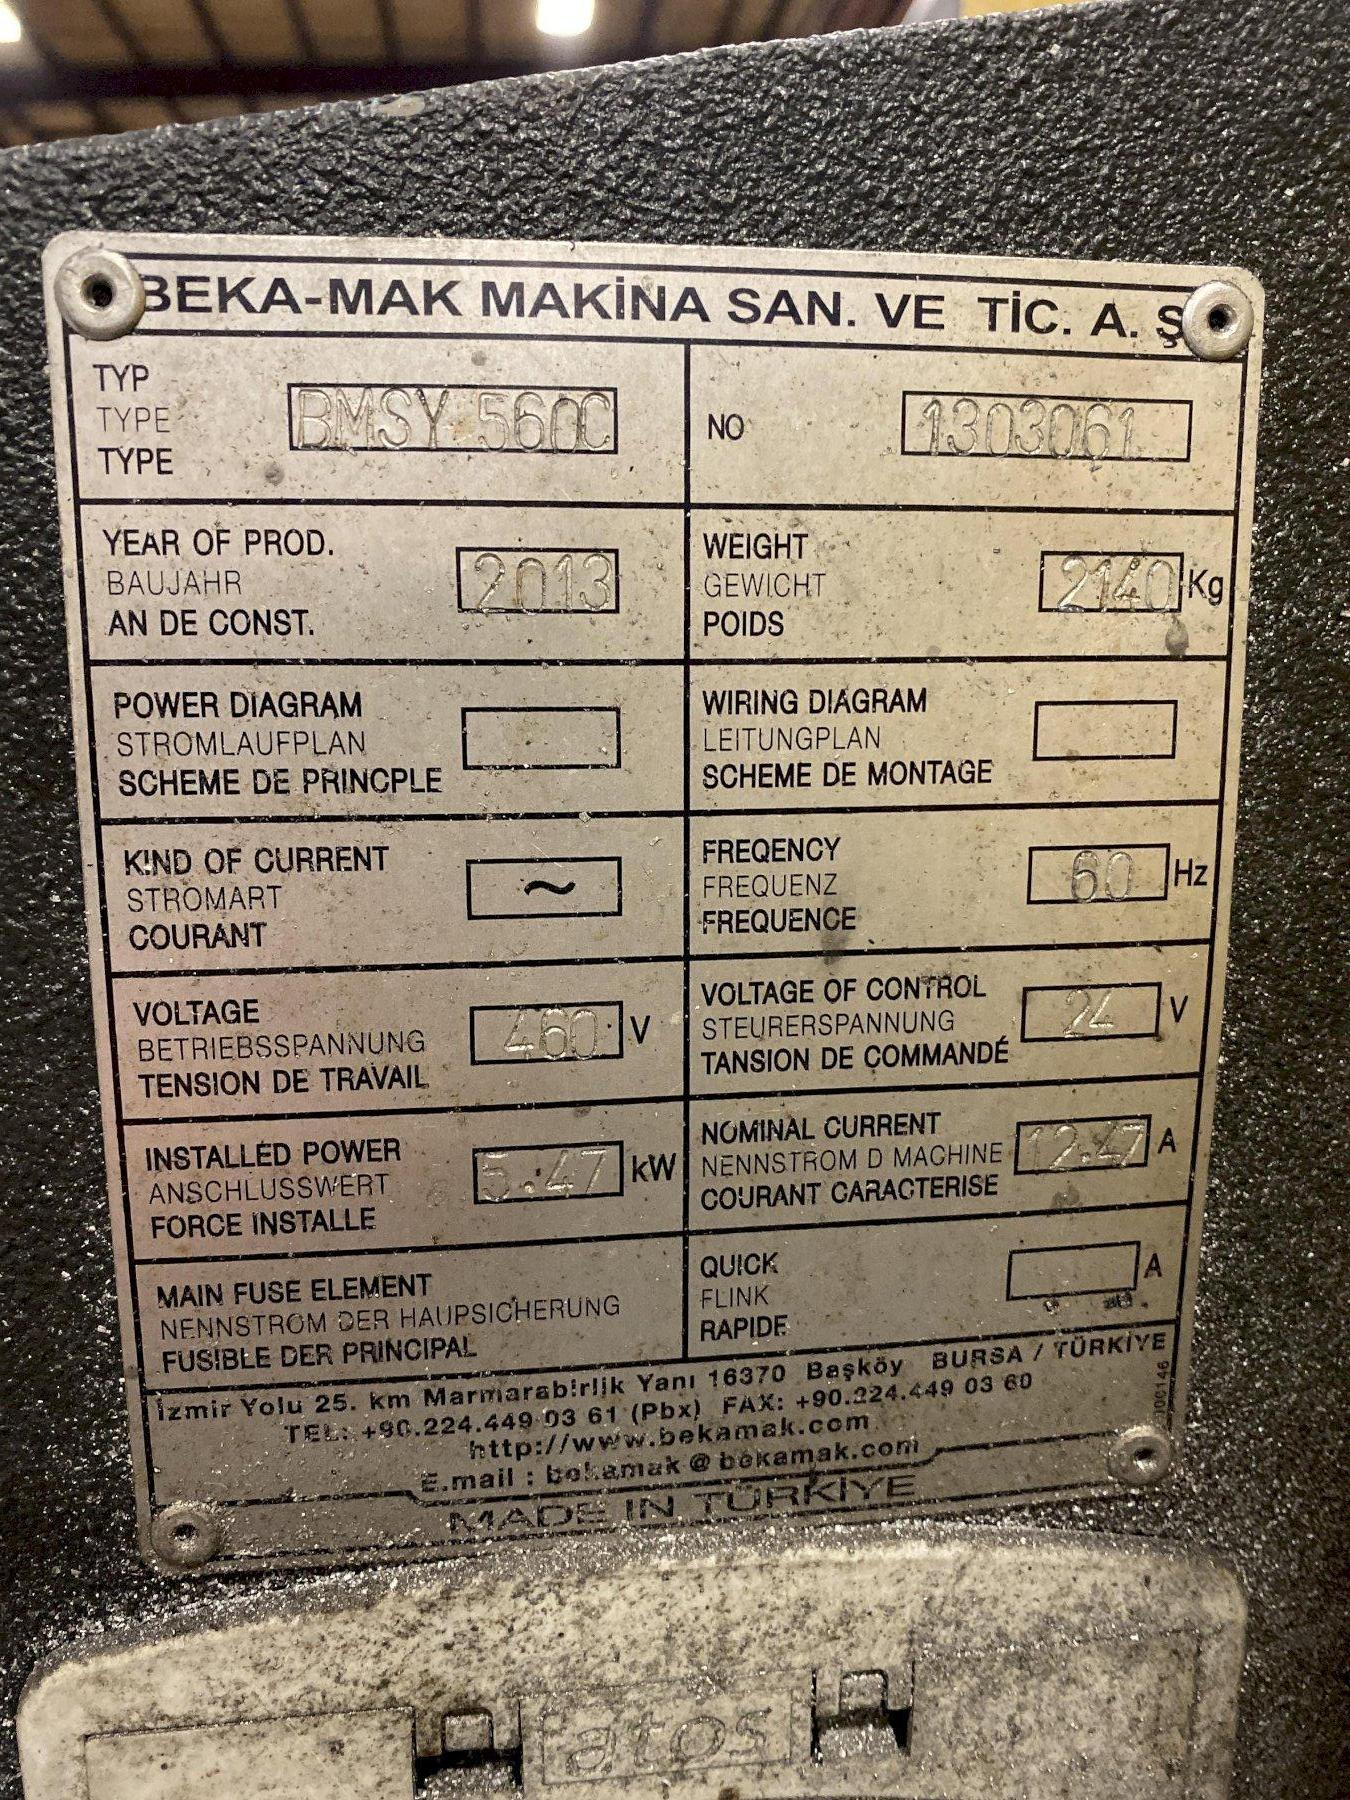 BEKA-MAK MAKİNA SAN. VE TİC. A. Ş
TYP
TYPE
TYPE
BMSY 560C
NO
1303061
YEAR OF PROD.
BAUJAHR
AN DE CONST.
2013
WEIGHT
GEWICHT
POIDS
2140 Kg
POWER DIAGRAM
STROMLAUFPLAN
SCHEME DE PRINCPLE
WIRING DIAGRAM
LEITUNGPLAN
SCHEME DE MONTAGE
KIND OF CURRENT
STROMART
COURANT
~
FREQENCY
FREQUENZ
FREQUENCE
60 Hz
VOLTAGE
BETRIEBSSPANNUNG
TENSION DE TRAVAIL
460 V
VOLTAGE OF CONTROL
STEURERSPANNUNG
TANSION DE COMMANDÉ
24 V
INSTALLED POWER
ANSCHLUSSWERT
FORCE INSTALLE
5.47 kW
NOMINAL CURRENT
NENNSTROM D MACHINE
COURANT CARACTERISE
12.47 A
MAIN FUSE ELEMENT
NENNSTROM DER HAUPSICHERUNG
FUSIBLE DER PRINCIPAL
QUICK
FLINK
RAPIDE
A
İzmir Yolu 25. km Marmarabirlik Yanı 16370 Başköy BURSA / TÜRKİYE
TEL: +90.224.449 03 61 (Pbx) FAX: +90.224.449 03 60
http://www.bekamak.com
E.mail : bekamak @ bekamak.com
MADE IN TÜRKİYE
atos